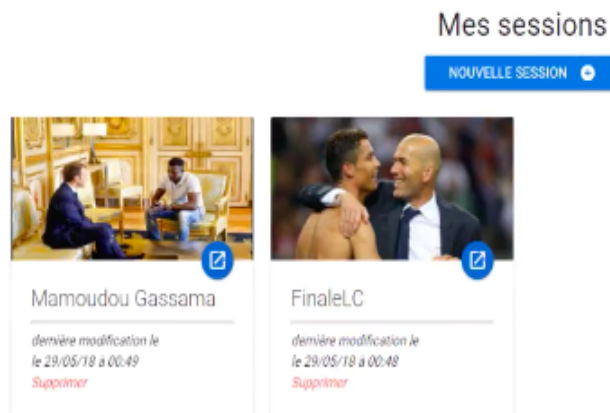 Mes sessions
NOUVELLE SESSION
Mamoudou Gassama
dernière modification le
le 29/05/18 à 00:49
Supprimer
FinaleLC
dernière modification le
le 29/05/18 à 00:48
Supprimer